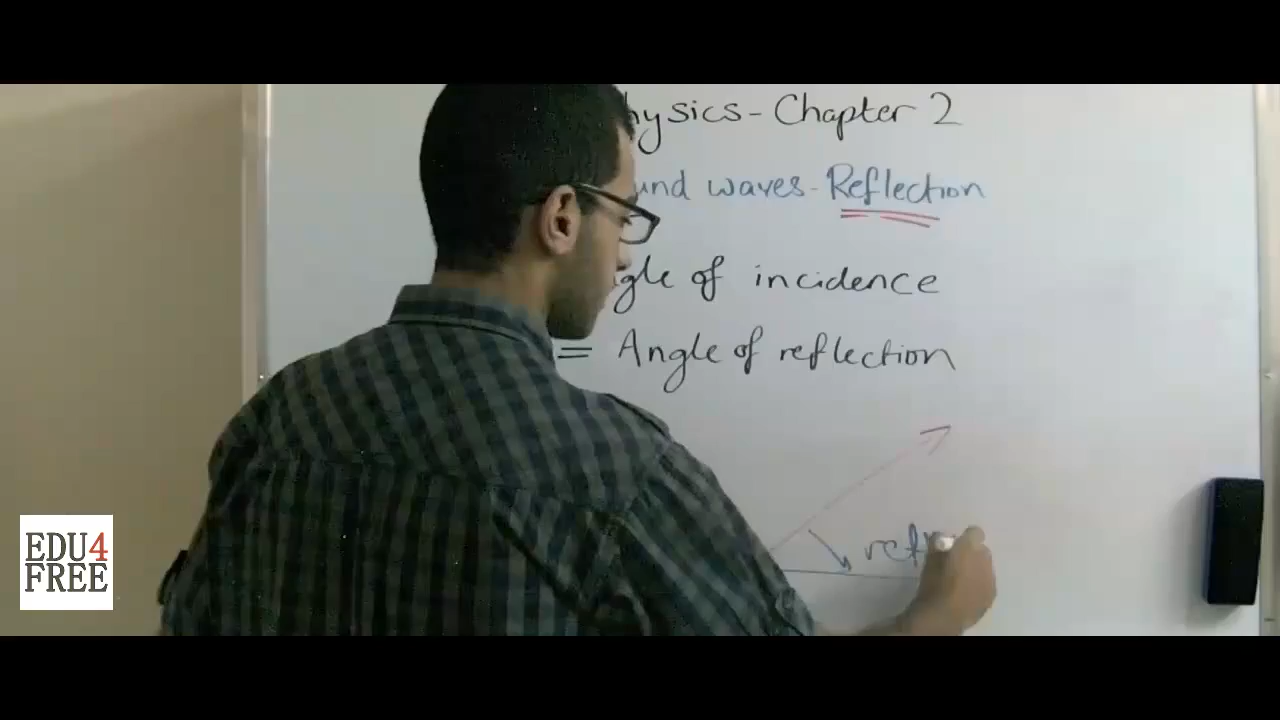 hysics - Chapter 2
und waves - Reflection
gle of incidence
= Angle of reflection
EDU4
FREE